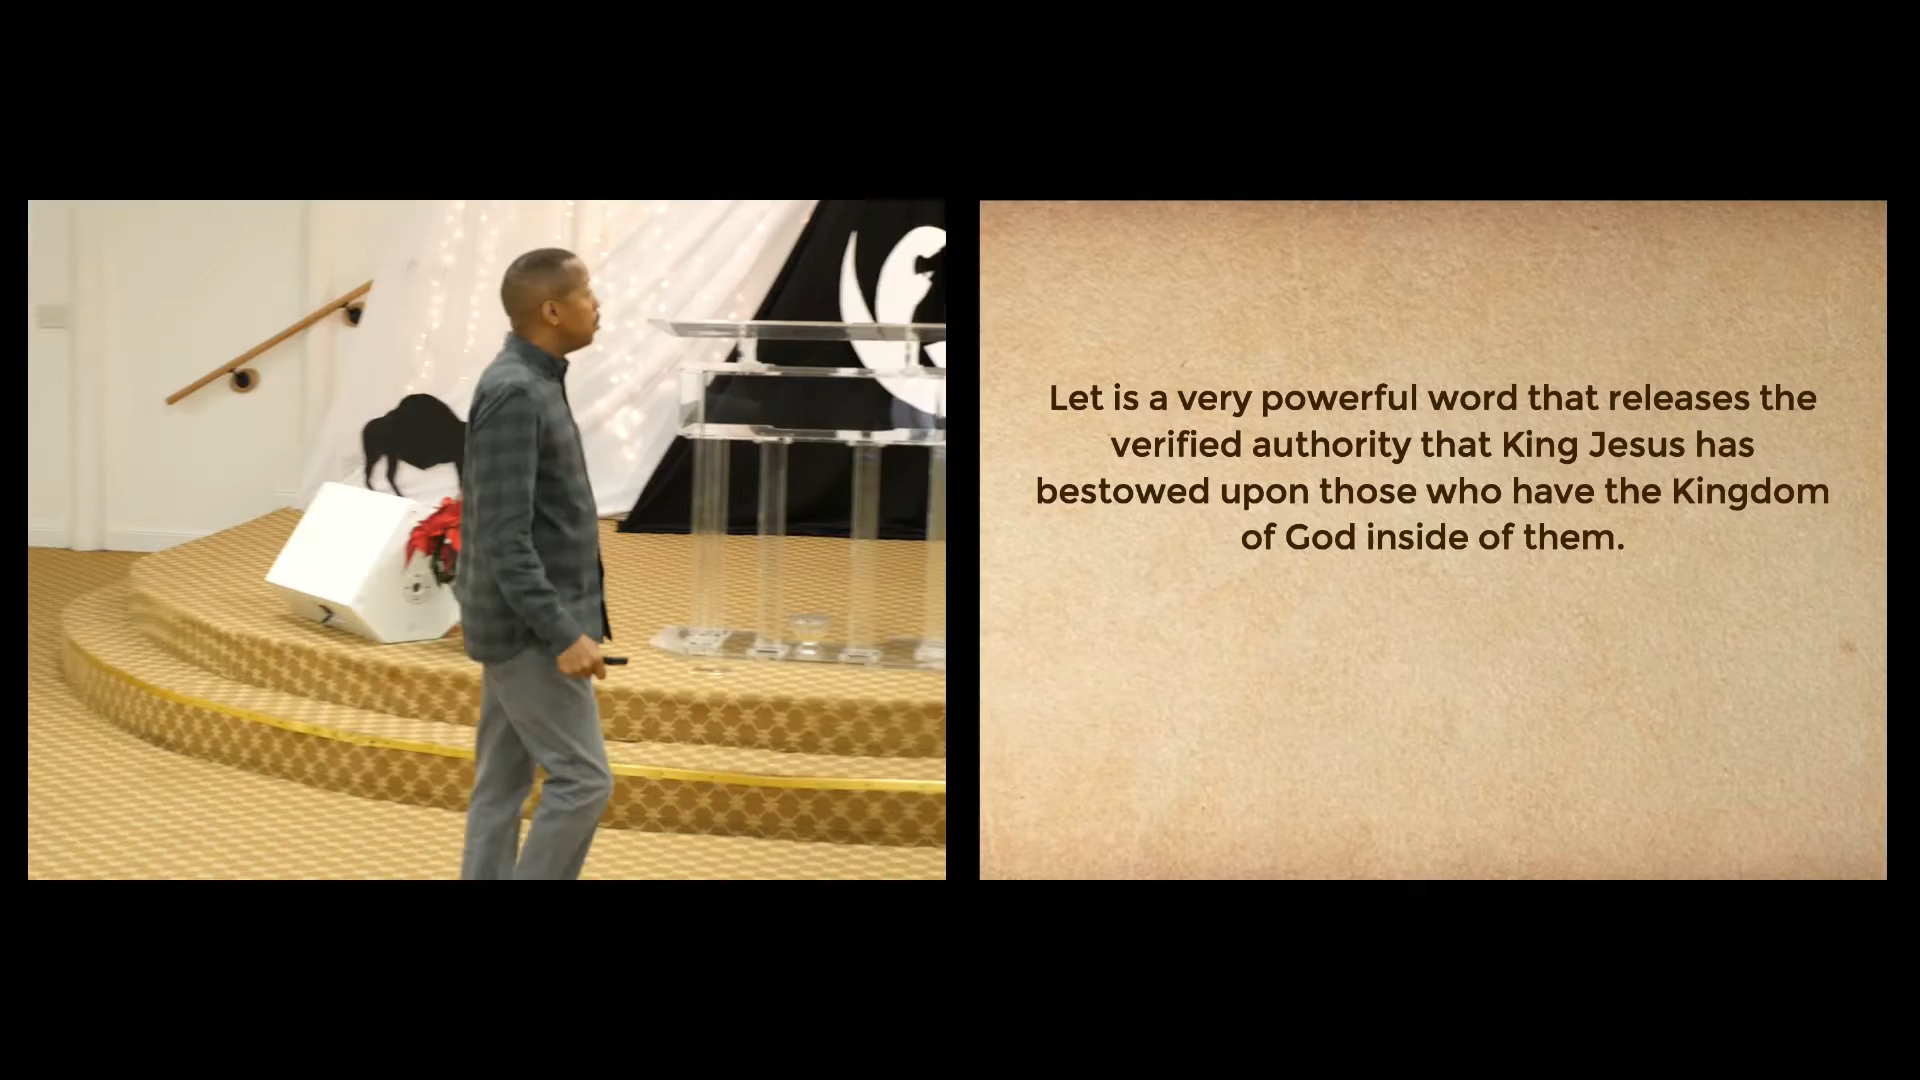 Let is a very powerful word that releases the
verified authority that King Jesus has
bestowed upon those who have the Kingdom
of God inside of them.